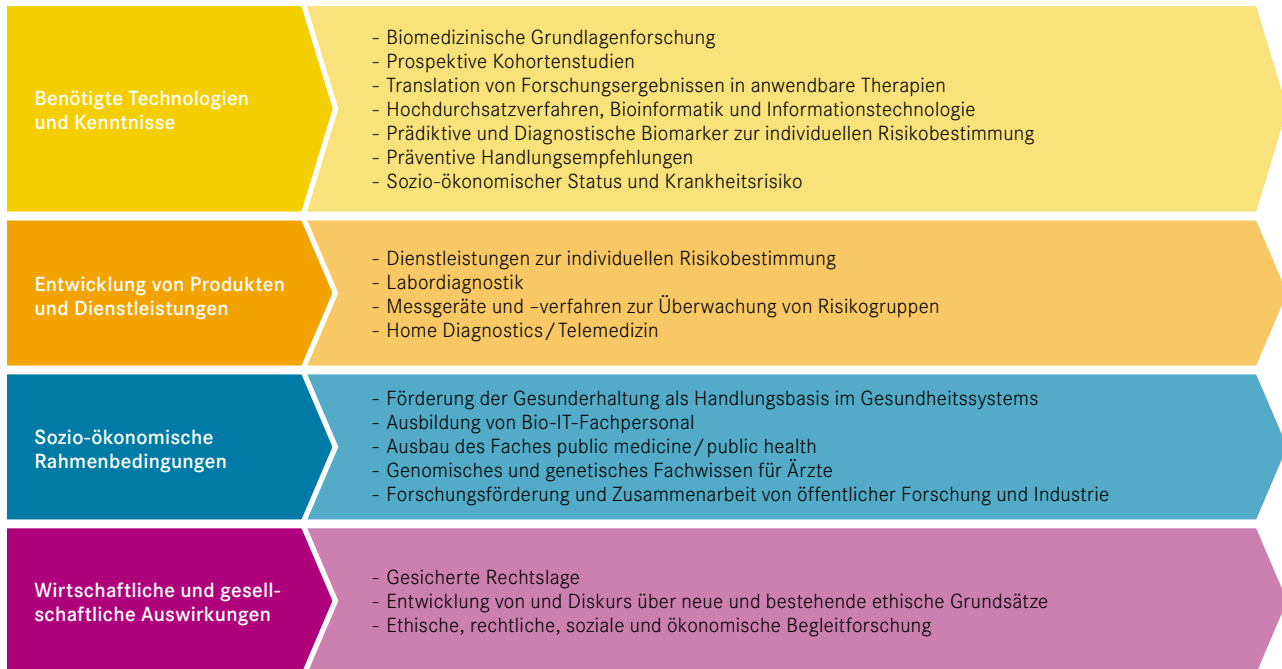 Benötigte Technologien
und Kenntnisse
- Biomedizinische Grundlagenforschung
- Prospektive Kohortenstudien
- Translation von Forschungsergebnissen in anwendbare Therapien
- Hochdurchsatzverfahren, Bioinformatik und Informationstechnologie
- Prädiktive und Diagnostische Biomarker zur individuellen Risikobestimmung
- Präventive Handlungsempfehlungen
- Sozio-ökonomischer Status und Krankheitsrisiko
Entwicklung von Produkten
und Dienstleistungen
- Dienstleistungen zur individuellen Risikobestimmung
- Labordiagnostik
- Messgeräte und –verfahren zur Überwachung von Risikogruppen
- Home Diagnostics / Telemedizin
Sozio-ökonomische
Rahmenbedingungen
- Förderung der Gesunderhaltung als Handlungsbasis im Gesundheitssystems
- Ausbildung von Bio-IT-Fachpersonal
- Ausbau des Faches public medicine / public health
- Genomisches und genetisches Fachwissen für Ärzte
- Forschungsförderung und Zusammenarbeit von öffentlicher Forschung und Industrie
Wirtschaftliche und gesell-
schaftliche Auswirkungen
- Gesicherte Rechtslage
- Entwicklung von und Diskurs über neue und bestehende ethische Grundsätze
- Ethische, rechtliche, soziale und ökonomische Begleitforschung